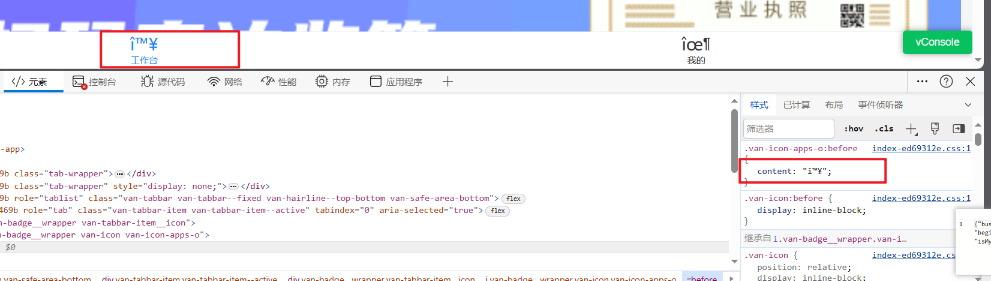 营业执照
î™¥
工作台
îœ¶
我的
vConsole
元素 控制台 源代码 网络 性能 内存 应用程序
样式 已计算 布局 事件侦听器
筛选器 :hov .cls
-app>
9b class="tab-wrapper"> ⋯ </div>
9b class="tab-wrapper" style="display: none;"> ⋯ </div>
9b role="tablist" class="van-tabbar van-tabbar--fixed van-hairline--top-bottom van-safe-area-bottom"> flex
469b role="tab" class="van-tabbar-item van-tabbar-item--active" tabindex="0" aria-selected="true"> flex
n-badge__wrapper van-tabbar-item__icon">
-badge__wrapper van-icon van-icon-apps-o">
$0
van-safe-area-bottom div.van-tabbar-item.van-tabbar-item--active. div.van-badge__wrapper.van-tabbar-item__icon i.van-badge__wrapper.van-icon.van-icon-apps-o ::before
.van-icon-apps-o:before index-ed69312e.css:1
{
content: "î™¥";
}
.van-icon:before { index-ed69312e.css:1
display: inline-block;
}
继承自 i.van-badge__wrapper.van-i…
.van-icon { index-ed69312e.css:1
position: relative;
display: inline-block;
1 {"bus
"begi
"isMy